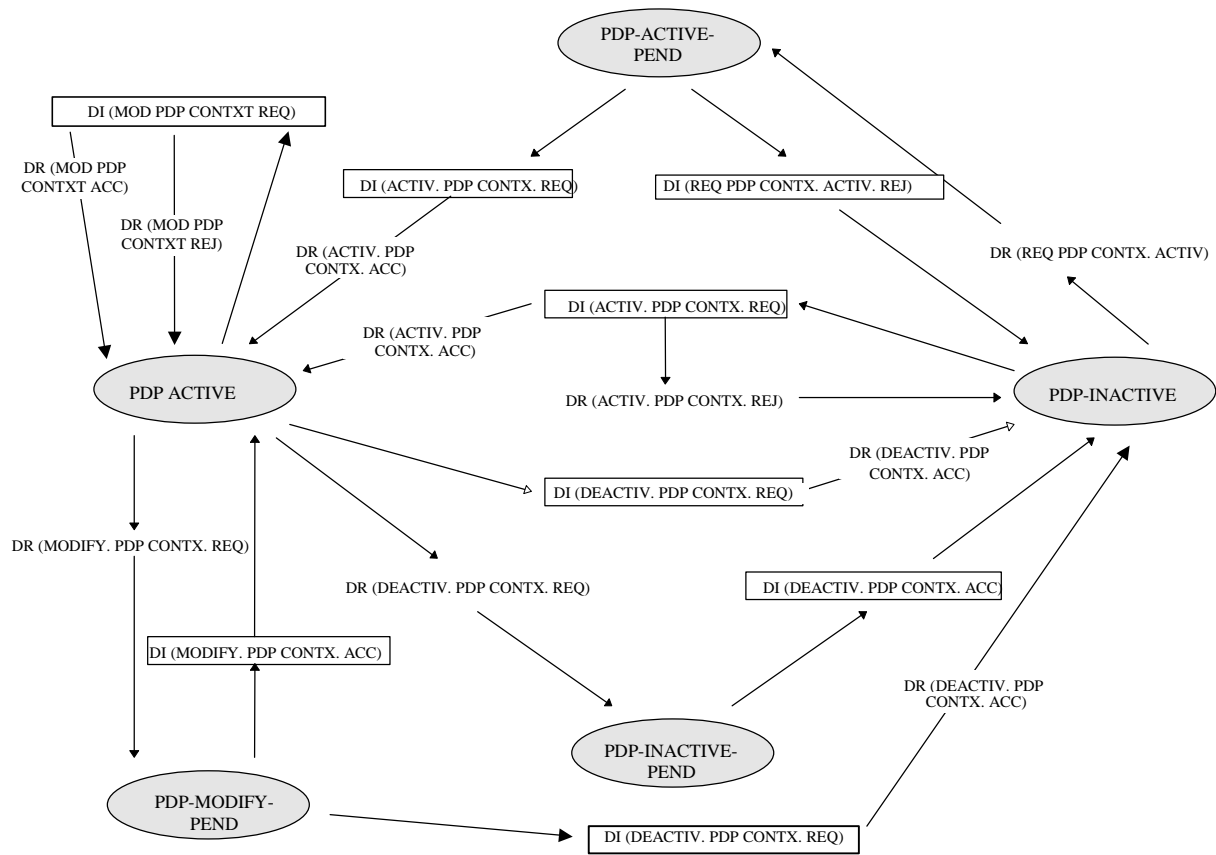 PDP-ACTIVE-
PEND
DI (MOD PDP CONTXT REQ)
DR (MOD PDP
CONTXT ACC)
DI (ACTIV. PDP CONTX. REQ)
DI (REQ PDP CONTX. ACTIV. REJ)
DR (MOD PDP
CONTXT REJ)
DR (ACTIV. PDP
CONTX. ACC)
DR (REQ PDP CONTX. ACTIV)
DI (ACTIV. PDP CONTX. REQ)
DR (ACTIV. PDP
CONTX. ACC)
PDP ACTIVE
PDP-INACTIVE
DR (ACTIV. PDP CONTX. REJ)
DR (DEACTIV. PDP
CONTX. ACC)
DI (DEACTIV. PDP CONTX. REQ)
DR (MODIFY. PDP CONTX. REQ)
DR (DEACTIV. PDP CONTX. REQ)
DI (DEACTIV. PDP CONTX. ACC)
DI (MODIFY. PDP CONTX. ACC)
DR (DEACTIV. PDP
CONTX. ACC)
PDP-INACTIVE-
PEND
PDP-MODIFY-
PEND
DI (DEACTIV. PDP CONTX. REQ)